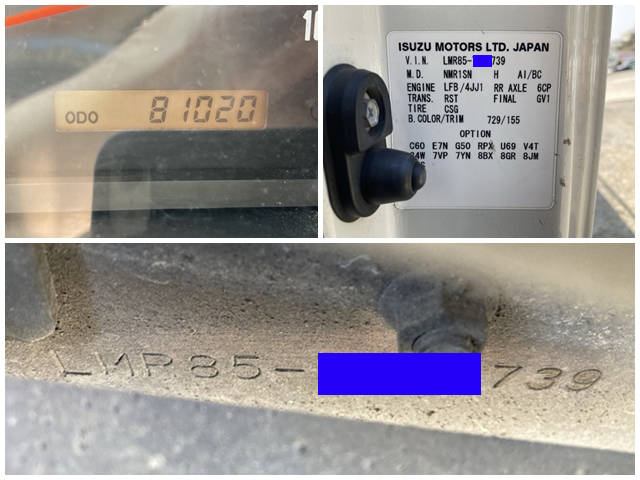 ODO 81020
ISUZU MOTORS LTD. JAPAN
V.I.N. LMR85- 739
M.D. NMR1SN H AI/BC
ENGINE LFB/4JJ1 RR AXLE 6CP
TRANS. RST FINAL GV1
TIRE CSG
B.COLOR/TRIM 729/155
OPTION
C60 E7N G50 RPX U69 V4T
7VP 7YN 8BX 8GR 8JM
LMR85- 739